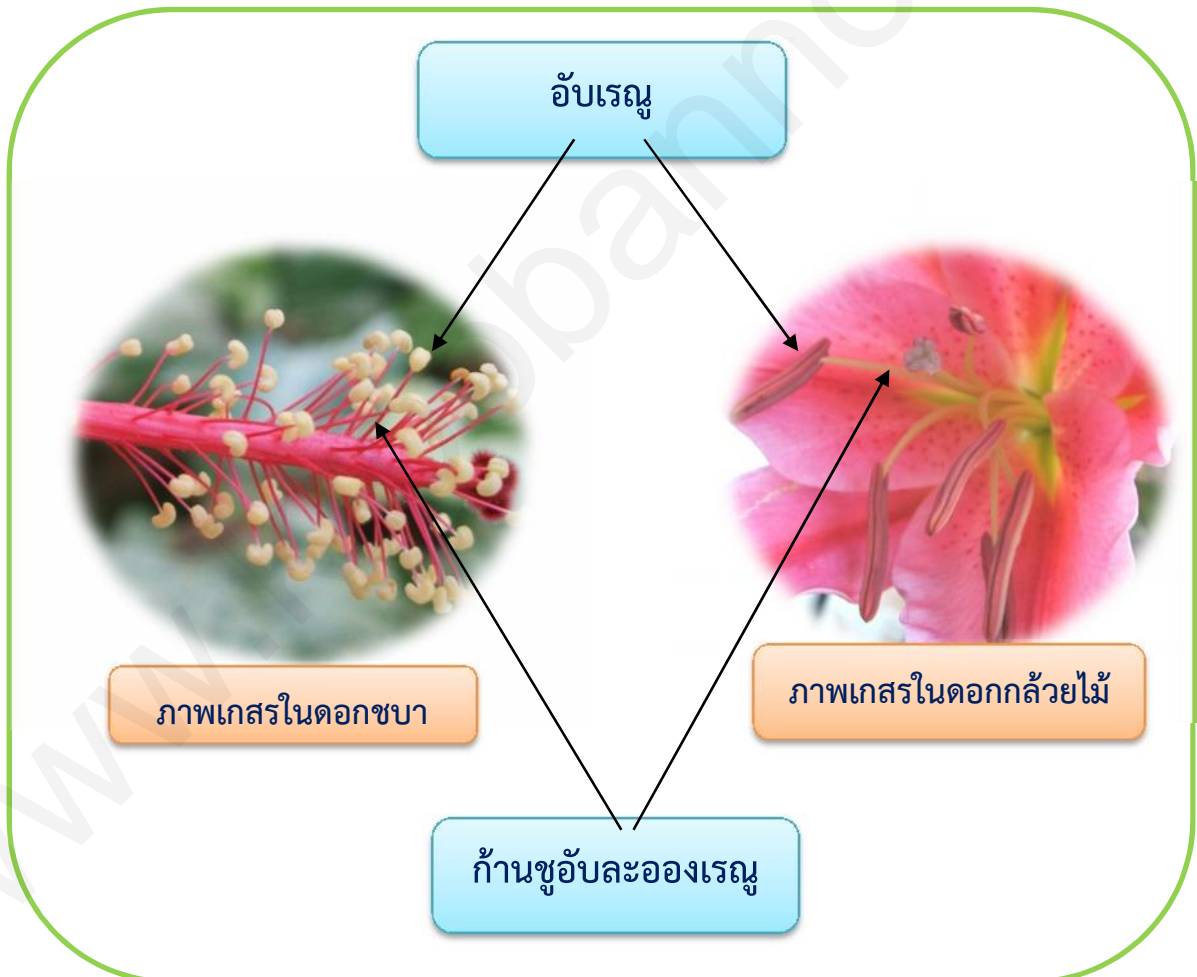 อับเรณู
ภาพเกสรในดอกชบา
ภาพเกสรในดอกกล้วยไม้
ก้านชูอับละอองเรณู